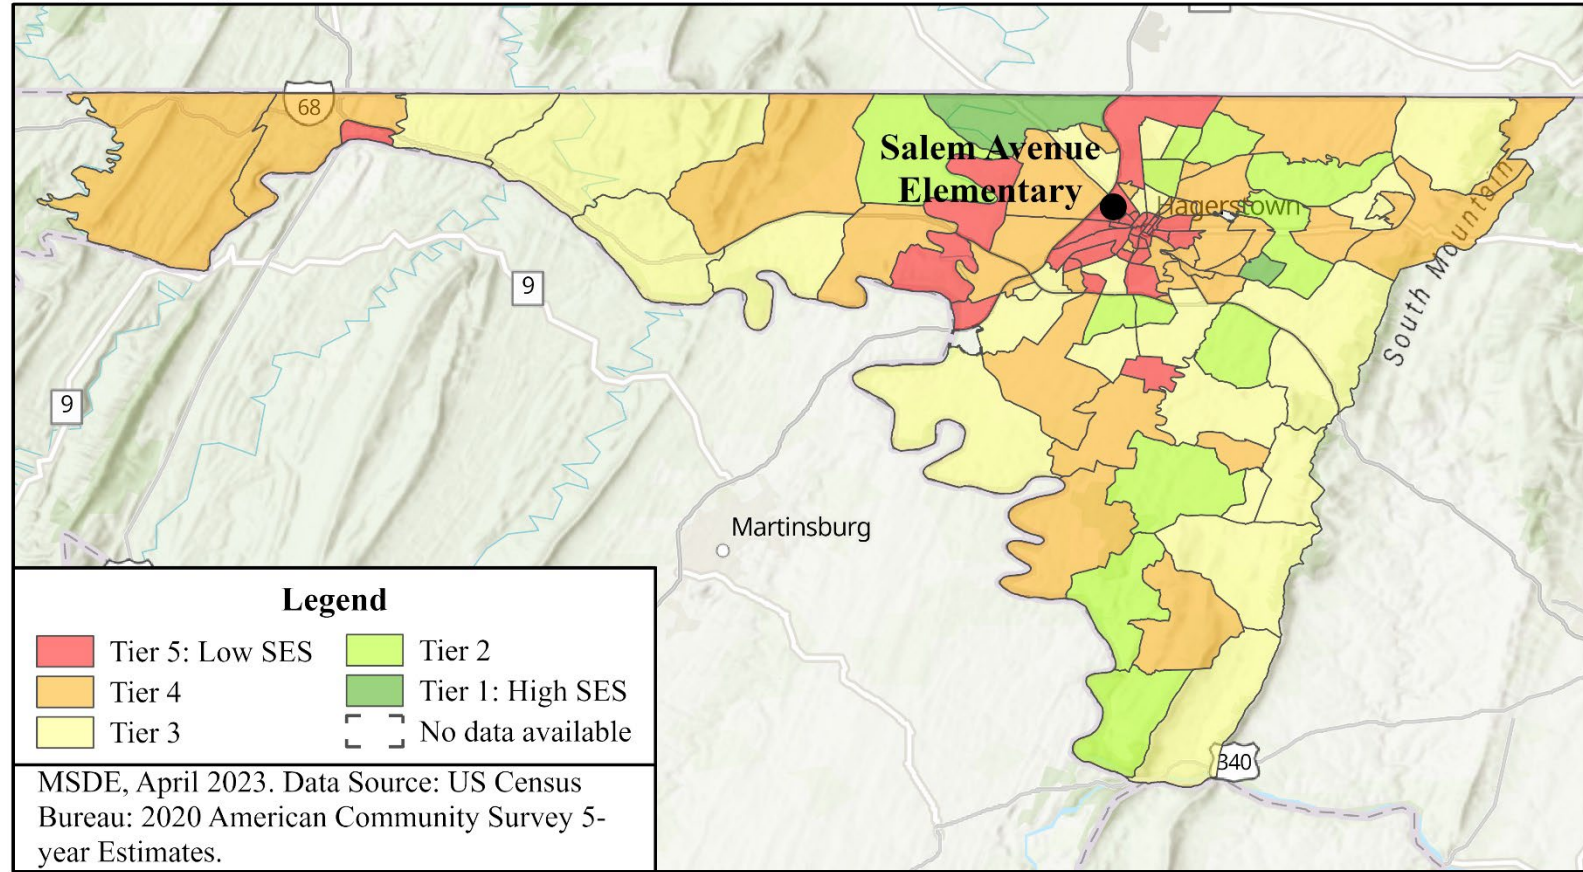 68
Salem Avenue
Elementary
Hagerstown
South Mountain
9
9
Martinsburg
340
Legend
Tier 5: Low SES
Tier 4
Tier 3
Tier 2
Tier 1: High SES
No data available
MSDE, April 2023. Data Source: US Census
Bureau: 2020 American Community Survey 5-
year Estimates.